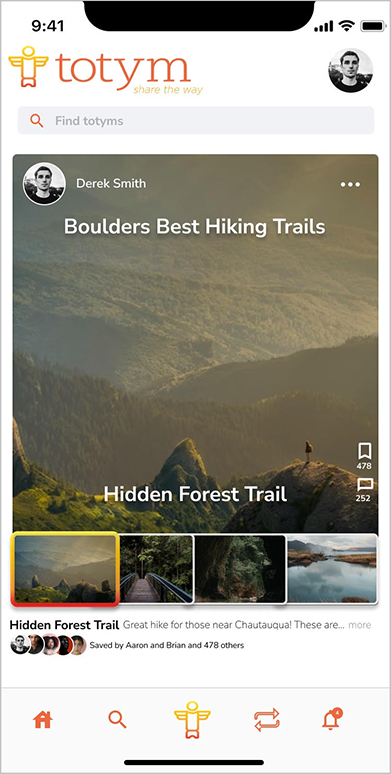 9:41
totym
share the way
Find totyms
Derek Smith
Boulders Best Hiking Trails
478
252
Hidden Forest Trail
Hidden Forest Trail Great hike for those near Chautauqua! These are... more
Saved by Aaron and Brian and 478 others
4